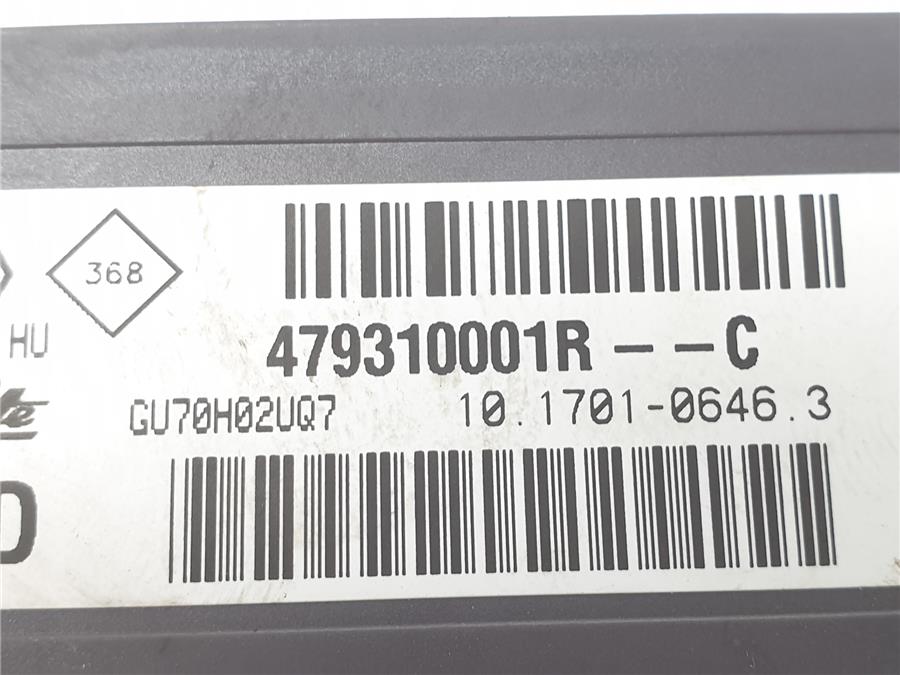 368
HU
479310001R--C
GU70H02UQ7 10.1701-0646.3